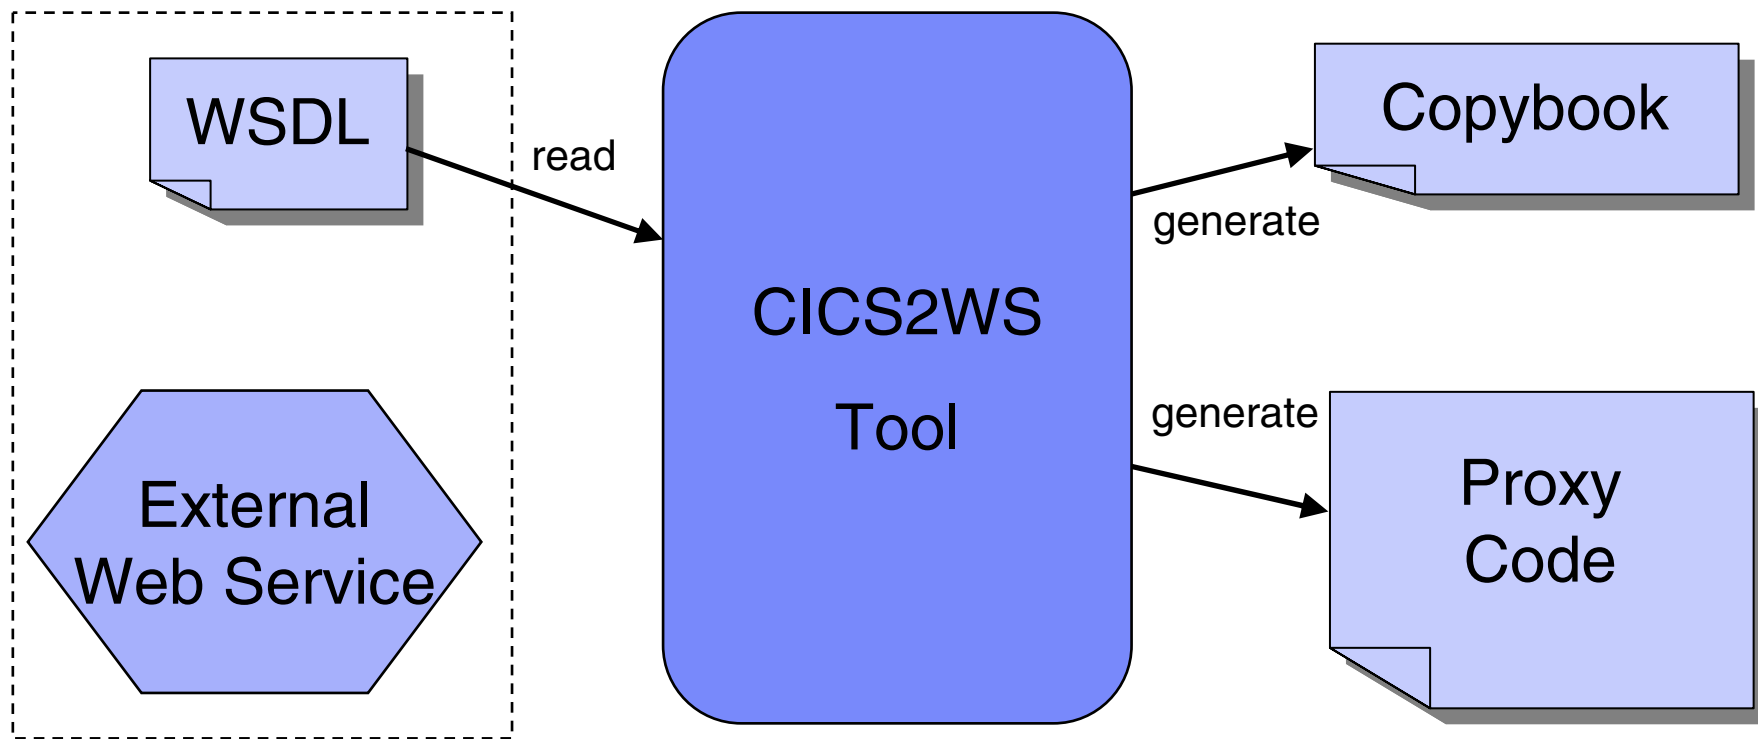 WSDL
read
External
Web Service
CICS2WS
Tool
Copybook
generate
generate
Proxy
Code